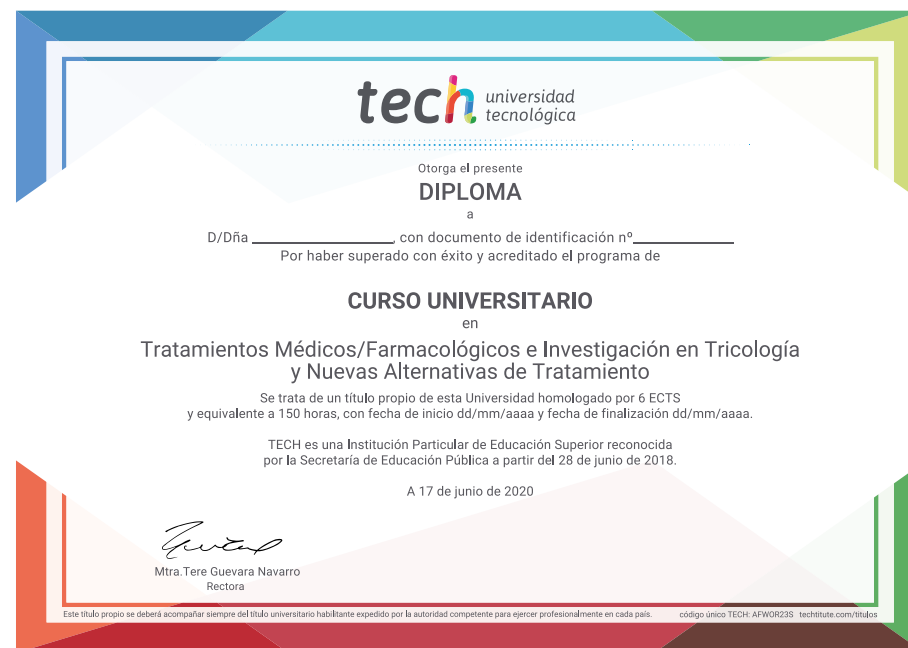 tech universidad
tecnológica
Otorga el presente
DIPLOMA
a
D/Dña ____________________, con documento de identificación nº______________
Por haber superado con éxito y acreditado el programa de
CURSO UNIVERSITARIO
en
Tratamientos Médicos/Farmacológicos e Investigación en Tricología
y Nuevas Alternativas de Tratamiento
Se trata de un título propio de esta Universidad homologado por 6 ECTS
y equivalente a 150 horas, con fecha de inicio dd/mm/aaaa y fecha de finalización dd/mm/aaaa.
TECH es una Institución Particular de Educación Superior reconocida
por la Secretaría de Educación Pública a partir del 28 de junio de 2018.
A 17 de junio de 2020
Mtra.Tere Guevara Navarro
Rectora
Este título propio se deberá acompañar siempre del título universitario habilitante expedido por la autoridad competente para ejercer profesionalmente en cada país. código único TECH: AFWOR23S techtitute.com/titulos